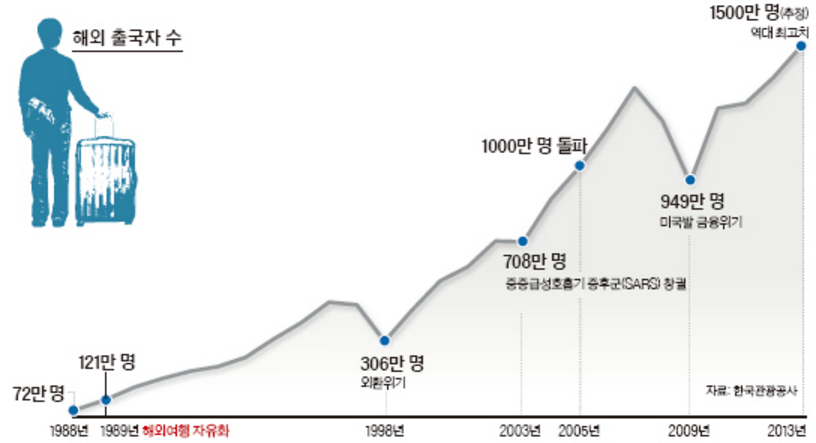 해외 출국자 수
1500만 명(추정)
역대 최고치
1000만 명 돌파
949만 명
미국발 금융위기
708만 명
중증급성호흡기 증후군(SARS) 창궐
306만 명
외환위기
121만 명
72만 명
자료: 한국관광공사
1988년 1989년 해외여행 자유화 1998년 2003년 2005년 2009년 2013년